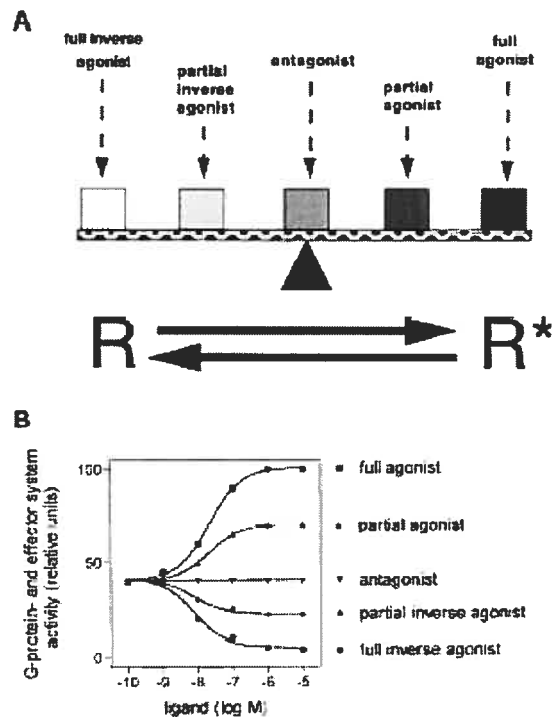 A
full inverse
agonist
partial
inverse
agonist
antagonist
partial
agonist
full
agonist
R
R*
B
G-protein- and effector system
activity (relative units)
100
50
0
-10 -9 -8 -7 -6 -5
ligand (log M)
full agonist
partial agonist
antagonist
partial inverse agonist
full inverse agonist